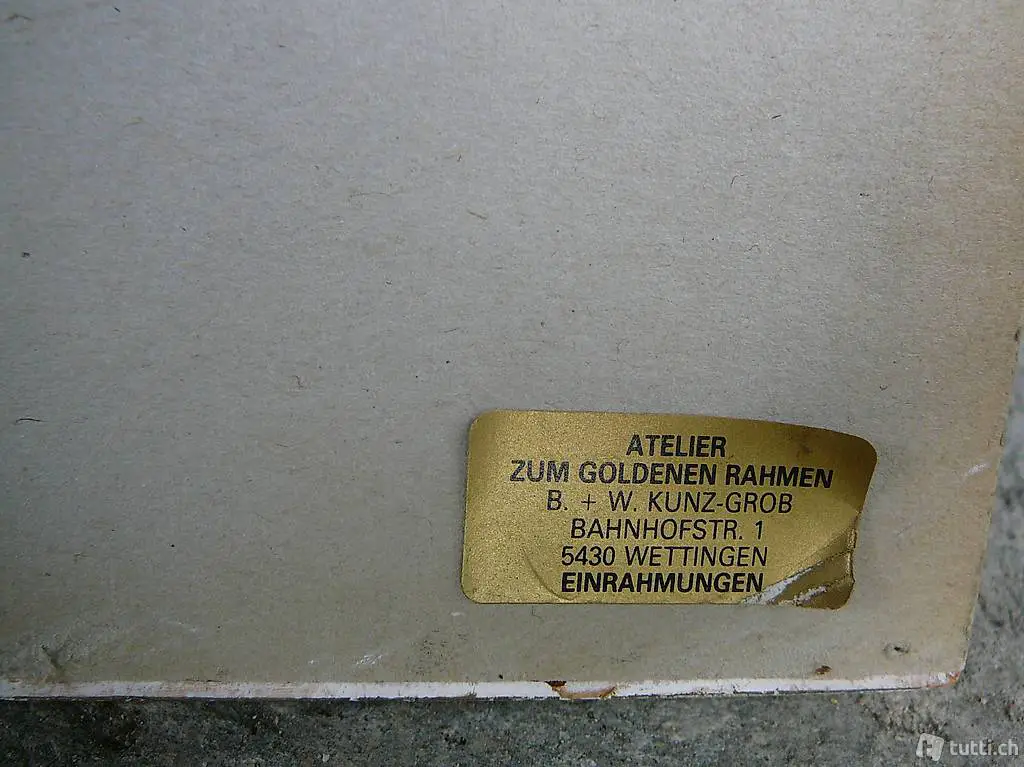 ATELIER
ZUM GOLDENEN RAHMEN
B. + W. KUNZ-GROB
BAHNHOFSTR. 1
5430 WETTINGEN
EINRAHMUNGEN
tutti.ch